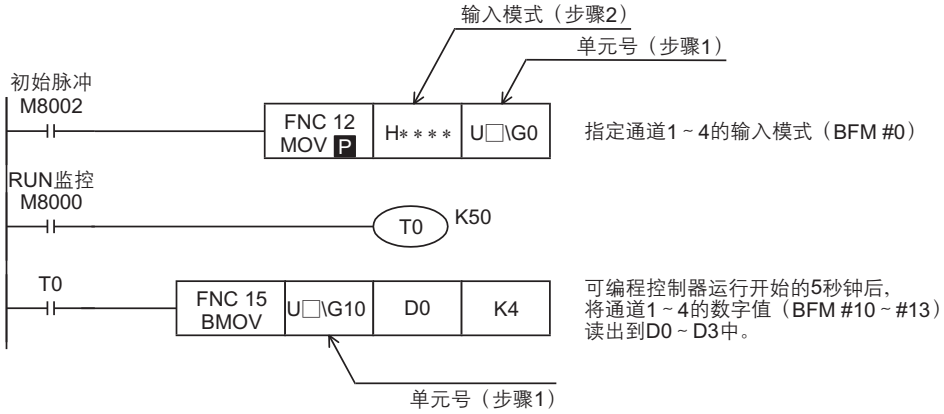 输入模式（步骤2）
单元号（步骤1）
初始脉冲
M8002
FNC 12
MOV P
H＊＊＊＊
U□\G0
指定通道1～4的输入模式（BFM #0）
RUN监控
M8000
T0
K50
T0
FNC 15
BMOV
U□\G10
D0
K4
可编程控制器运行开始的5秒钟后，
将通道1～4的数字值（BFM #10～#13）
读出到D0～D3中。
单元号（步骤1）